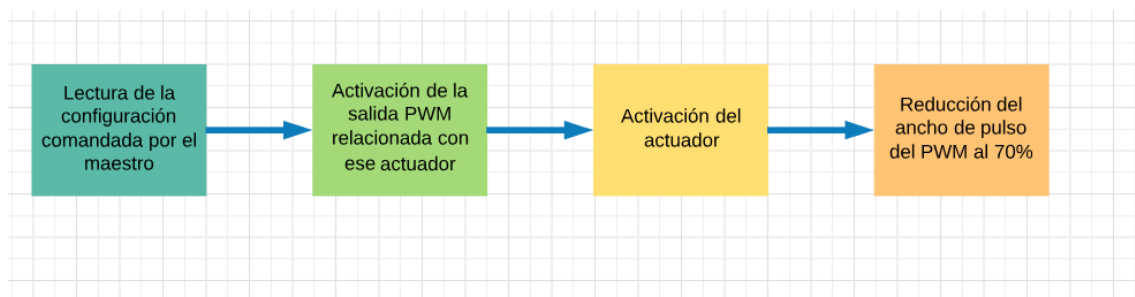 Lectura de la
configuración
comandada por el
maestro
Activación de la
salida PWM
relacionada con
ese actuador
Activación del
actuador
Reducción del
ancho de pulso
del PWM al 70%